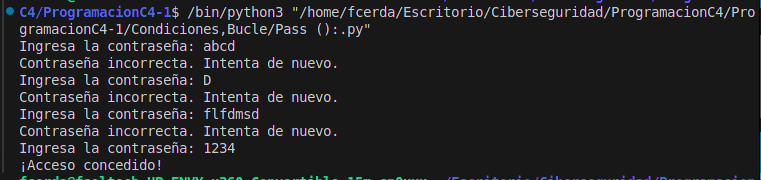 C4/ProgramacionC4-1$ /bin/python3 "/home/fcerda/Escritorio/Ciberseguridad/ProgramacionC4/Pro
gramacionC4-1/Condiciones,Bucle/Pass ():.py"
Ingresa la contraseña: abcd
Contraseña incorrecta. Intenta de nuevo.
Ingresa la contraseña: D
Contraseña incorrecta. Intenta de nuevo.
Ingresa la contraseña: flfdmsd
Contraseña incorrecta. Intenta de nuevo.
Ingresa la contraseña: 1234
¡Acceso concedido!